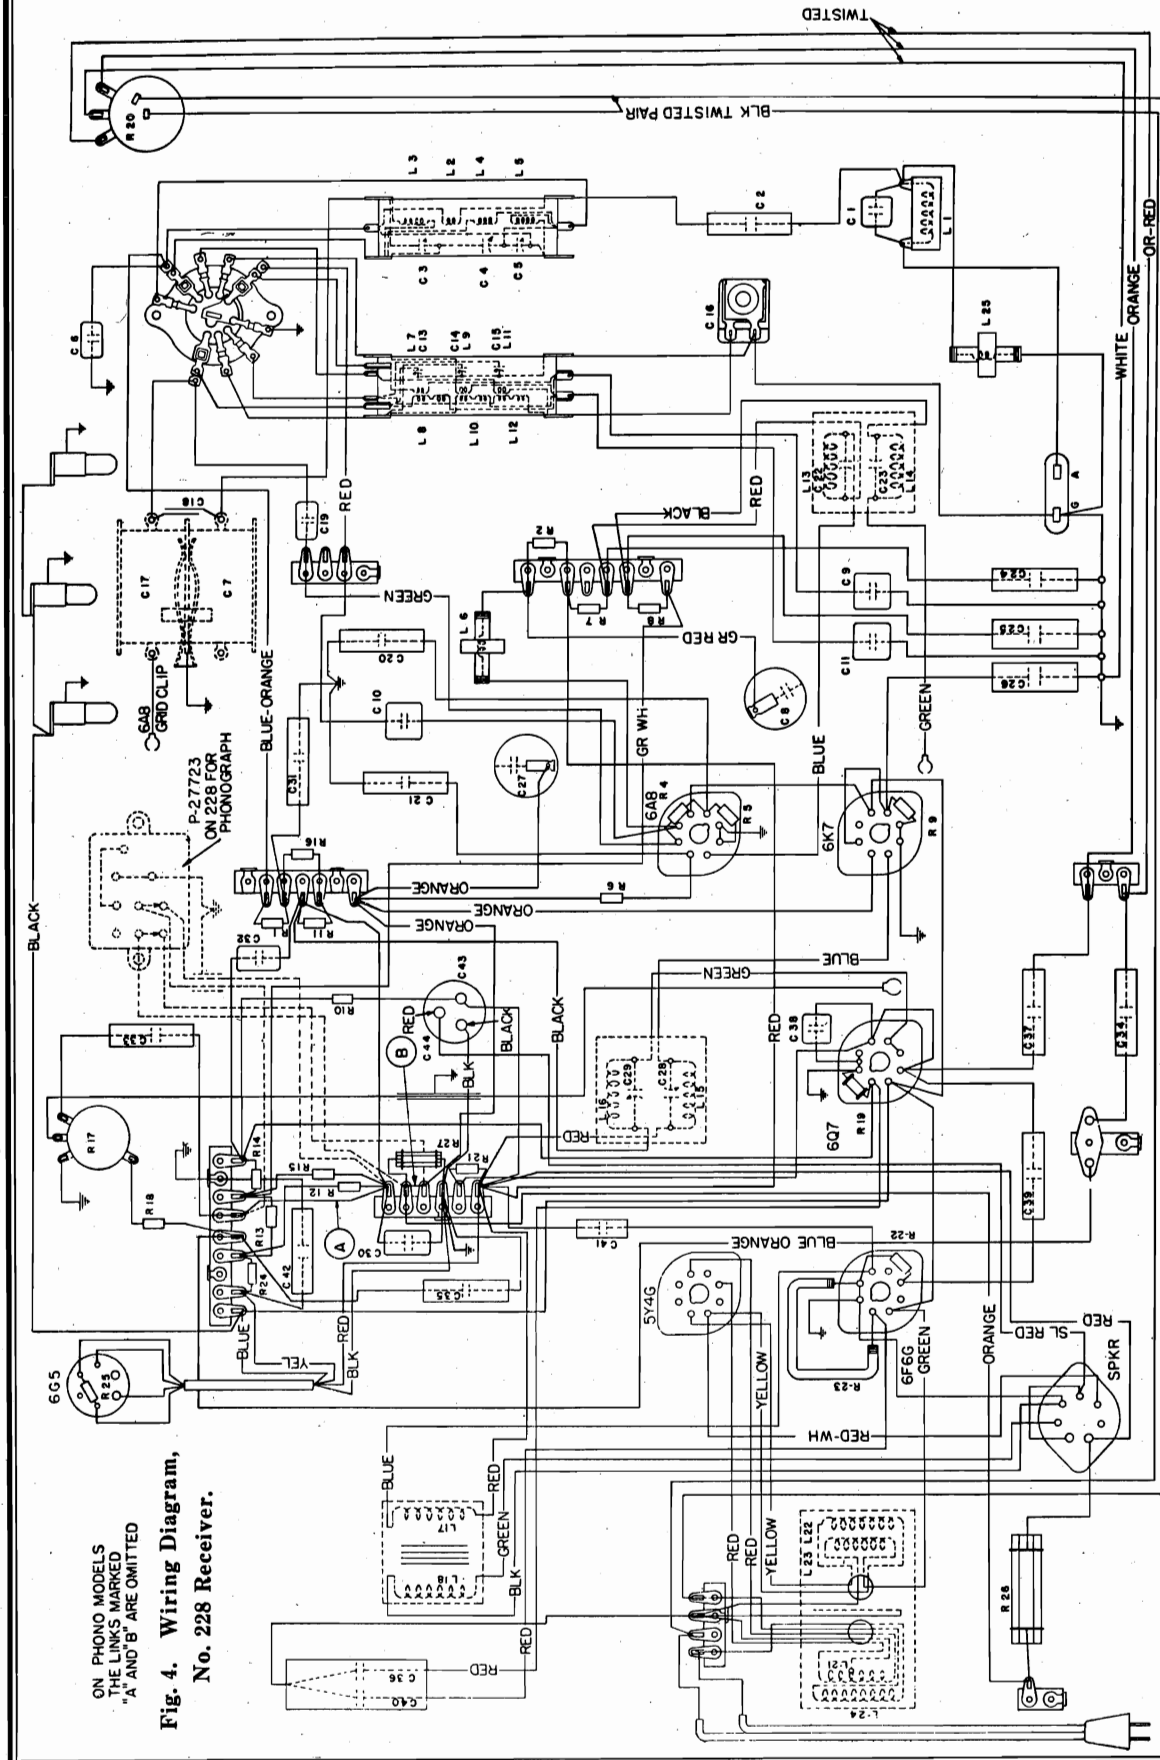 ON PHONO MODELS
THE LINKS MARKED
"A" AND "B" ARE OMITTED
Fig. 4. Wiring Diagram,
No. 228 Receiver.
6G5
R 25
R 18
R 17
C 33
BLACK
P-27723
ON 228 FOR
PHONOGRAPH
6A8
GRID CLIP
C 17
C 7
C 18
C 6
R 20
TWISTED
BLK TWISTED PAIR
L 3
L 2
L 4
L 5
C 3
C 4
C 5
L 7
C 13
C 14
L 9
C 15
L 11
L 8
L 10
L 12
C 2
C 1
L 1
C 16
L 25
A
G
WHITE
ORANGE
OR-RED
C 19
RED
GREEN
BLUE-ORANGE
C 31
C 20
C 10
C 21
R 16
R 11
C 32
ORANGE
ORANGE
ORANGE
R 2
R 7
R 8
L 6
GR RED
GR WH
BLACK
RED
C 8
C 27
L 13
C 22
C 23
L 14
C 9
C 11
C 24
C 25
C 26
BLUE
GREEN
6A8
R 4
R 5
R 6
6K7
R 9
R 10
C 43
C 44
RED
BLACK
BLK
B
A
R 27
R 21
R 14
R 15
R 12
R 13
R 24
C 42
C 30
C 35
BLUE
YEL
RED
BLK
BLACK
L 16
C 29
C 28
L 15
RED
GREEN
BLUE
RED
C 38
R 19
6Q7
C 37
C 34
C 39
C 41
BLUE ORANGE
R-22
5Y4G
6F6G
R-23
GREEN
YELLOW
RED-WH
ORANGE
SL RED
RED
SPKR
BLUE
L 17
L 18
RED
GREEN
BLK
RED
RED
C 36
C 40
RED
RED
YELLOW
L 23
L 22
L 21
L-24
R 26